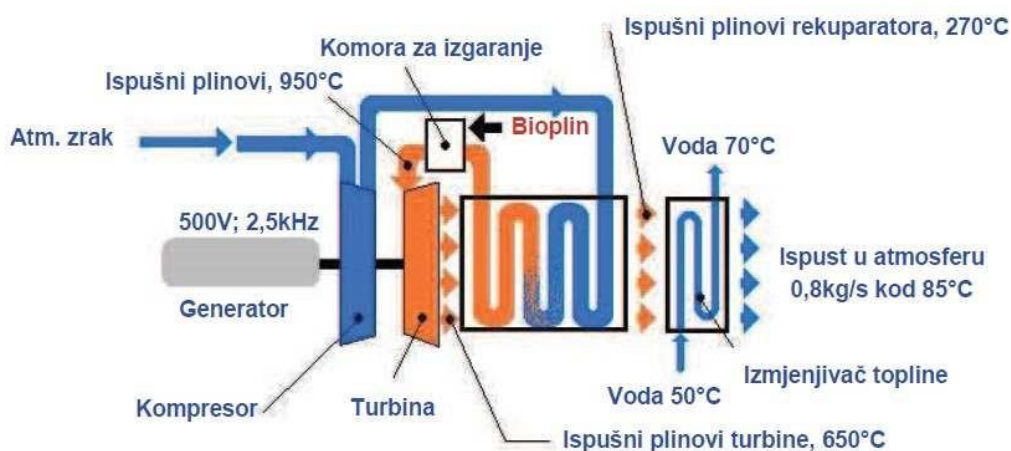 Ispušni plinovi rekuparatora, 270°C
Komora za izgaranje
Ispušni plinovi, 950°C
Bioplin
Atm. zrak
Voda 70°C
500V; 2,5kHz
Generator
Ispust u atmosferu
0,8kg/s kod 85°C
Izmjenjivač topline
Kompresor
Turbina
Voda 50°C
Ispušni plinovi turbine, 650°C